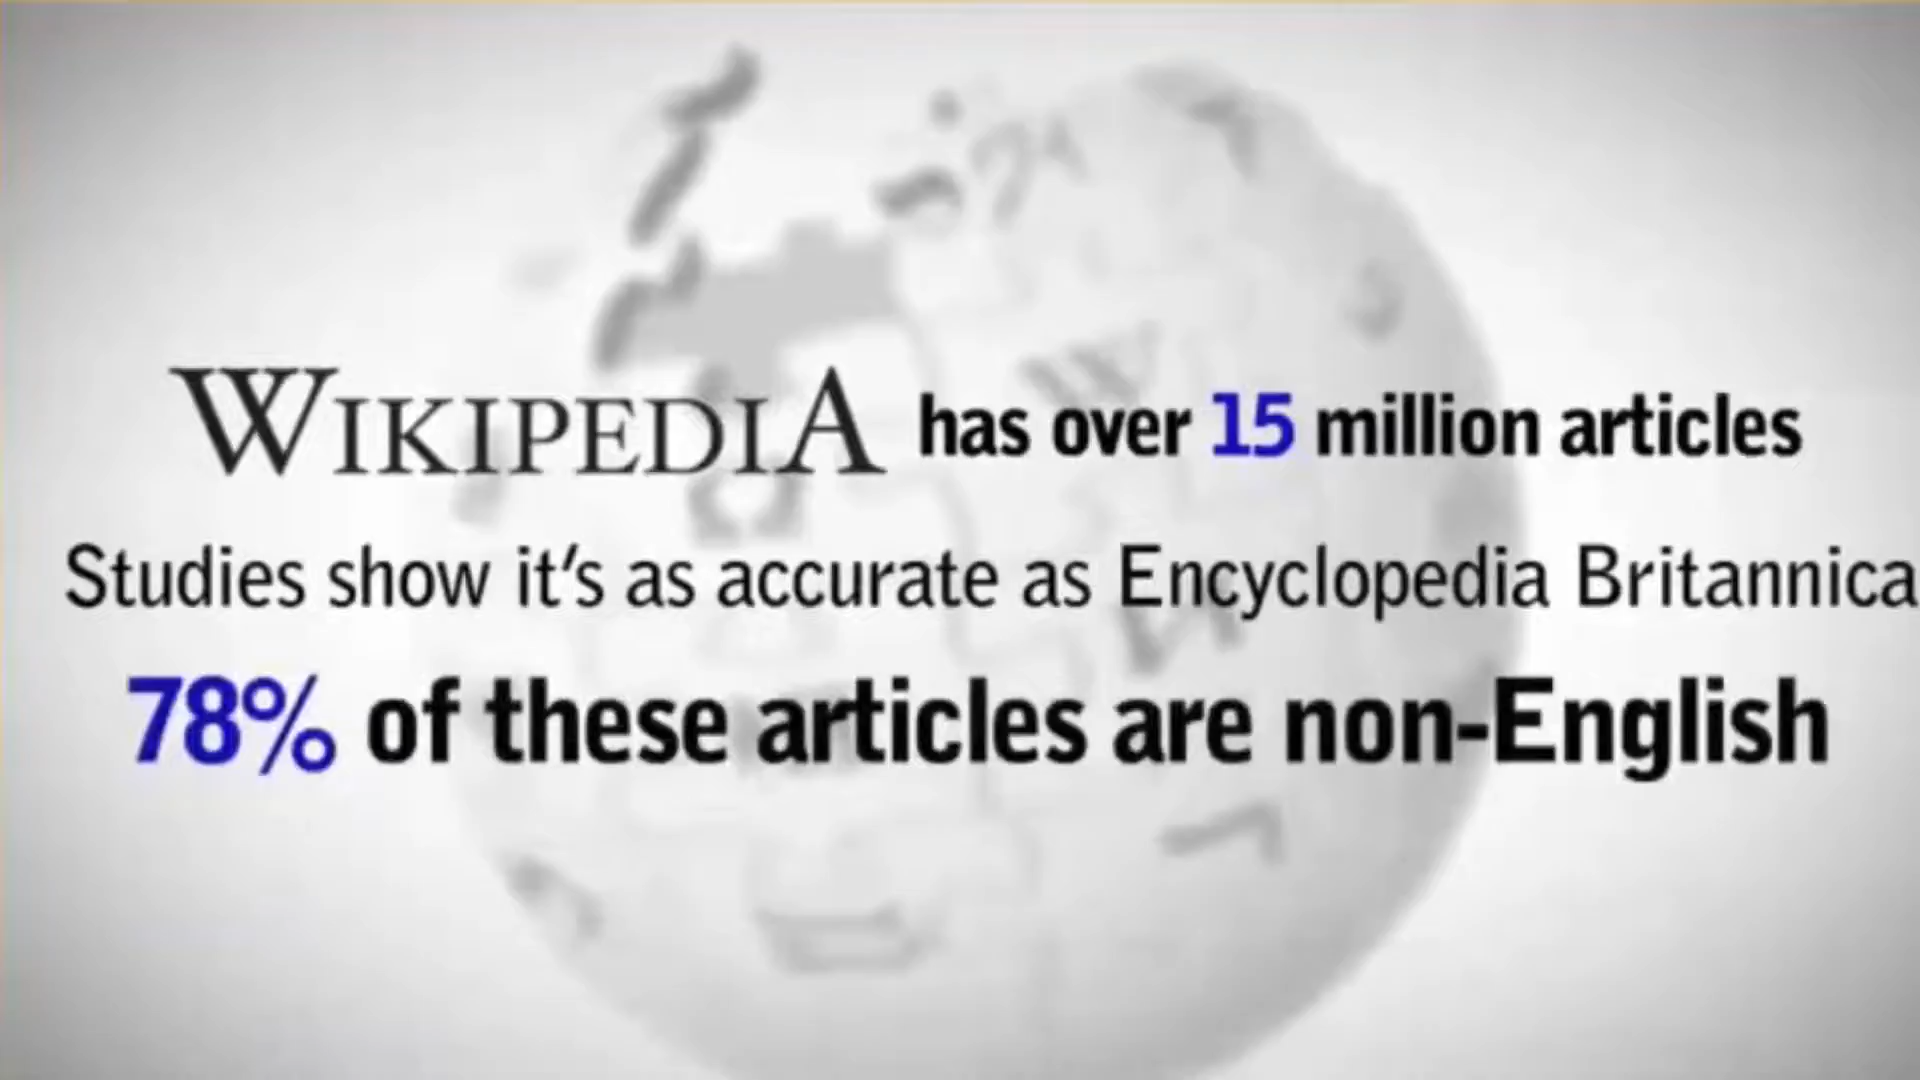 WIKIPEDIA has over 15 million articles
Studies show it's as accurate as Encyclopedia Britannica
78% of these articles are non-English